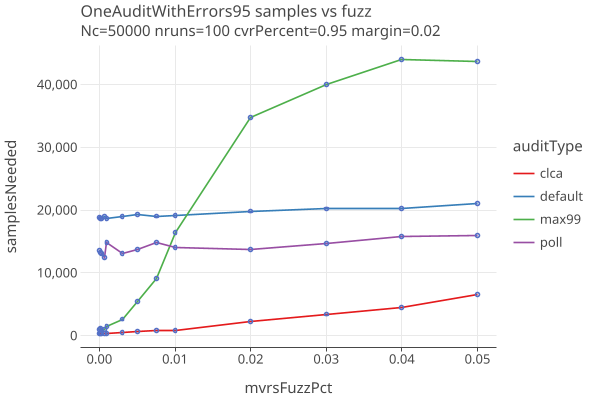 OneAuditWithErrors95 samples vs fuzz
Nc=50000 nruns=100 cvrPercent=0.95 margin=0.02
samplesNeeded
40,000
30,000
20,000
10,000
0
0.00
0.01
0.02
0.03
0.04
0.05
mvrsFuzzPct
auditType
clca
default
max99
poll